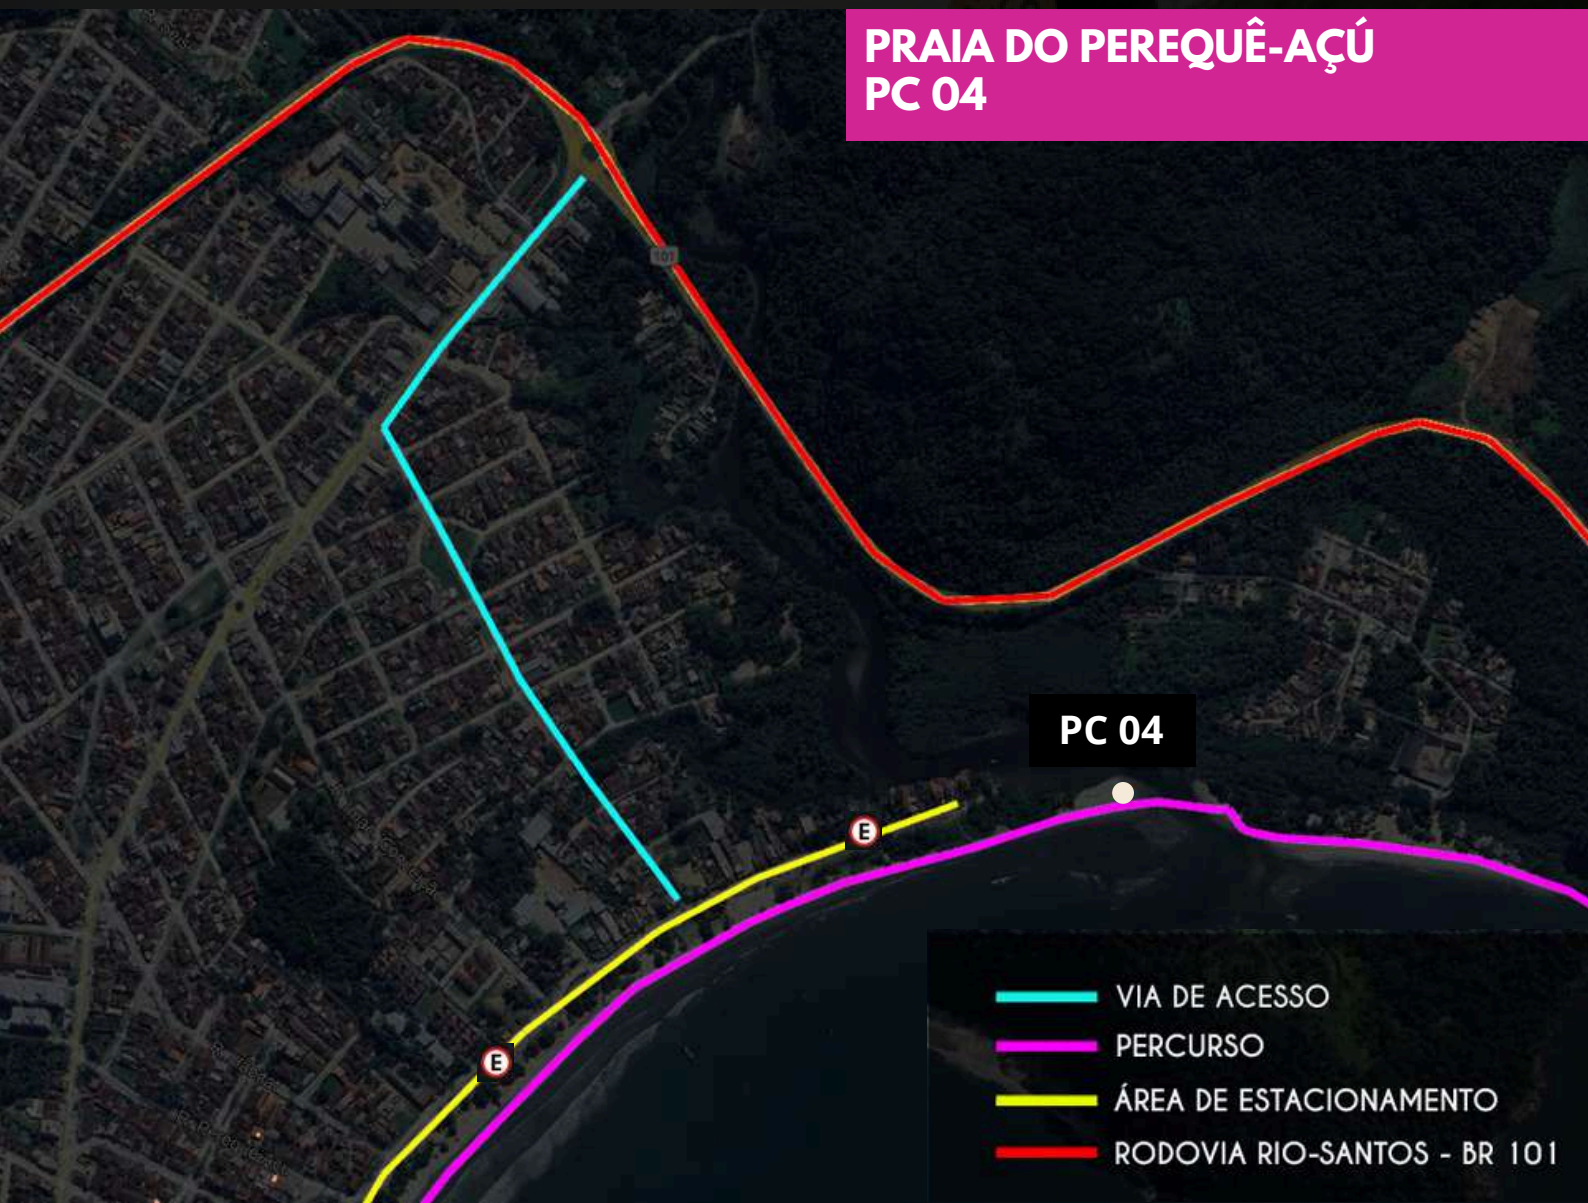 PRAIA DO PEREQUÊ-AÇÚ
PC 04
101
PC 04
E
E
VIA DE ACESSO
PERCURSO
ÁREA DE ESTACIONAMENTO
RODOVIA RIO-SANTOS - BR 101